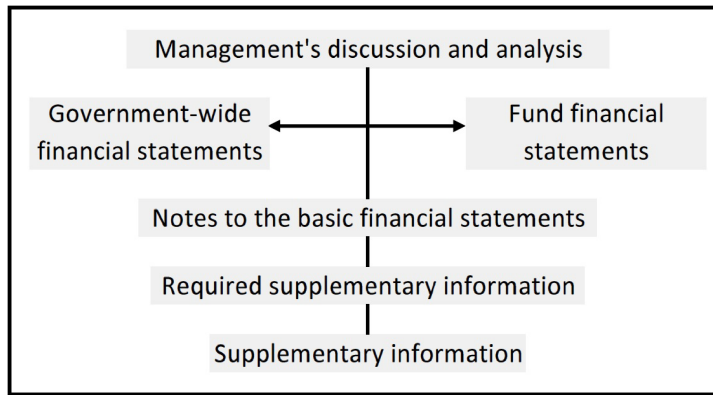 Management's discussion and analysis
Government-wide
financial statements
Fund financial
statements
Notes to the basic financial statements
Required supplementary information
Supplementary information